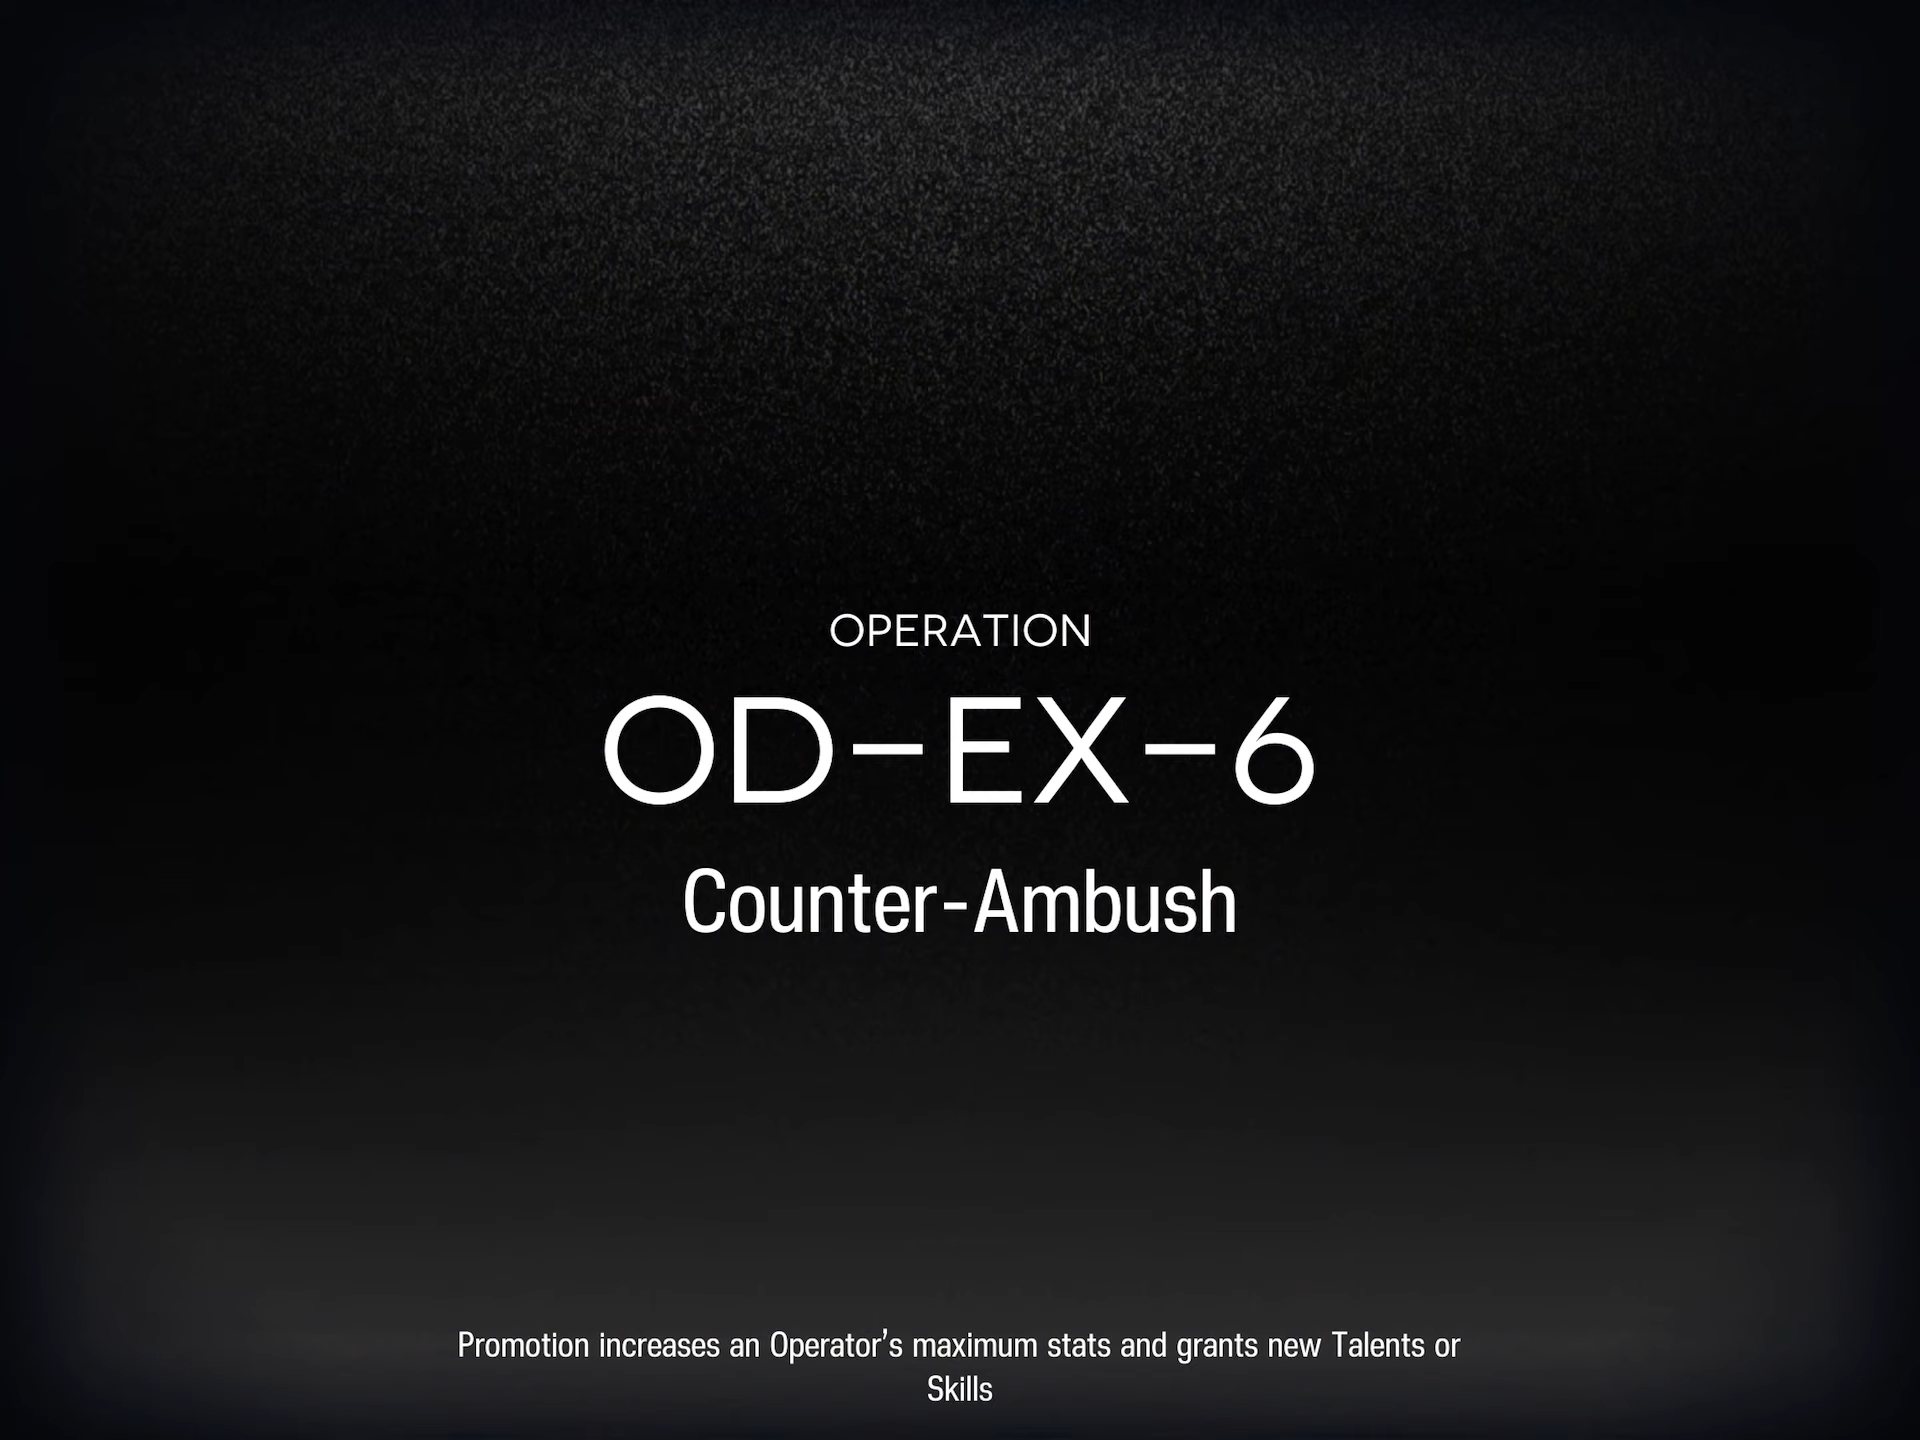 OPERATION
OD-EX-6
Counter-Ambush
Promotion increases an Operator's maximum stats and grants new Talents or
Skills